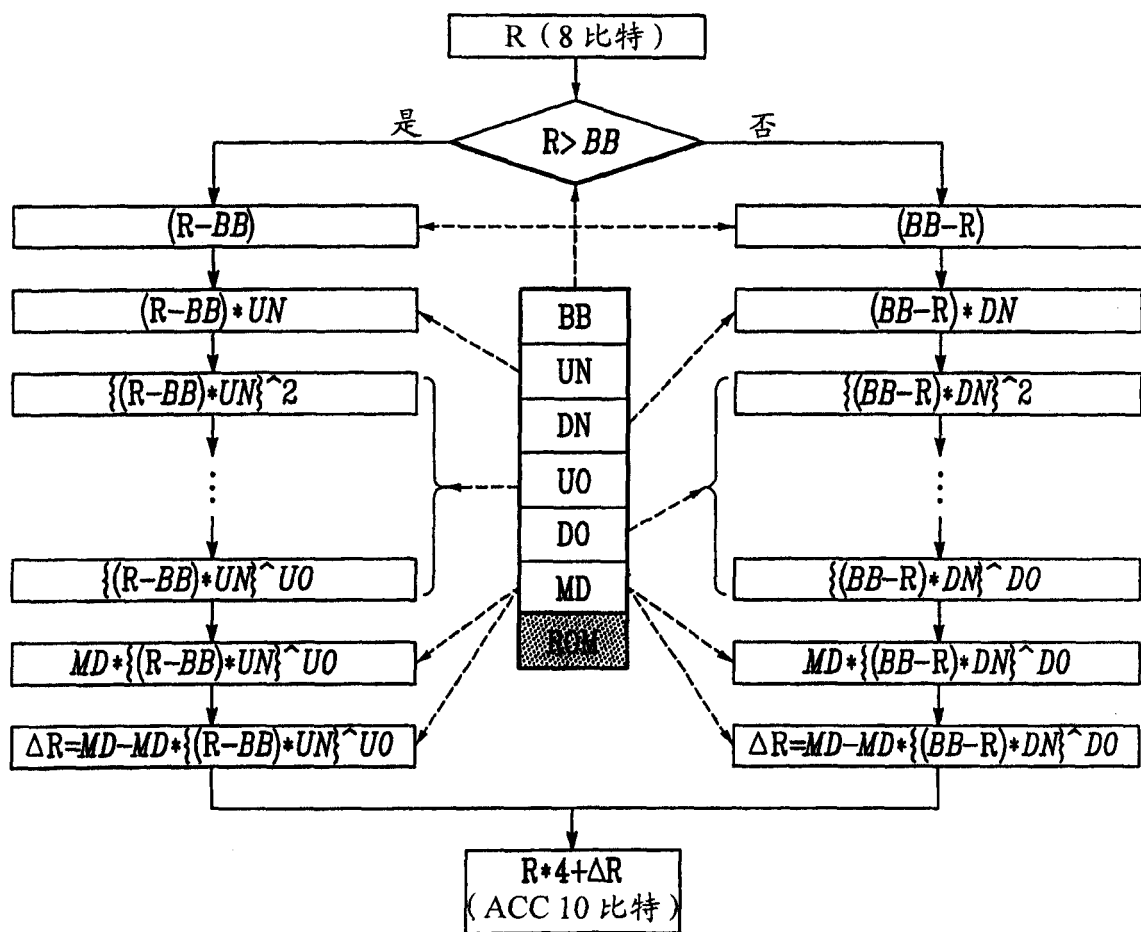 R（8比特）
R>BB
是
否
(R-BB)
(BB-R)
(R-BB)*UN
(BB-R)*DN
{(R-BB)*UN}^2
{(BB-R)*DN}^2
⋮
⋮
{(R-BB)*UN}^UO
{(BB-R)*DN}^DO
MD*{(R-BB)*UN}^UO
MD*{(BB-R)*DN}^DO
ΔR=MD-MD*{(R-BB)*UN}^UO
ΔR=MD-MD*{(BB-R)*DN}^DO
BB
UN
DN
UO
DO
MD
ROM
R*4+ΔR
（ACC 10比特）